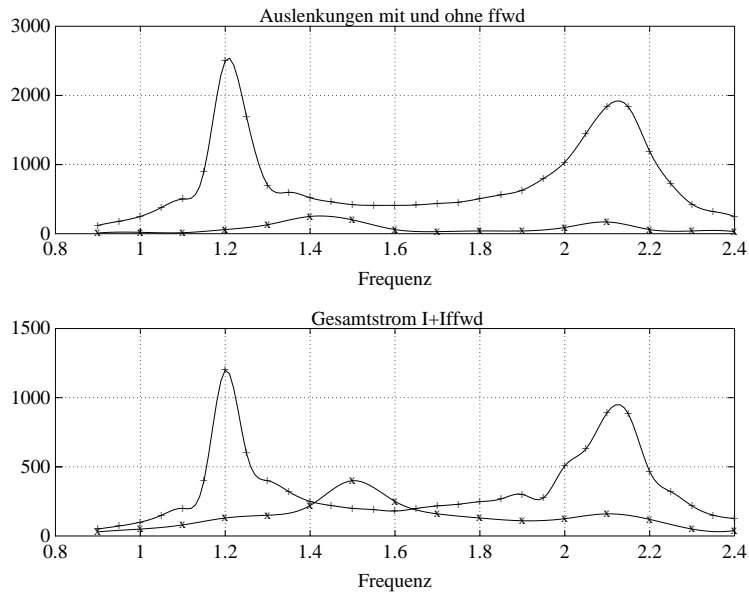 Auslenkungen mit und ohne ffwd
3000
2000
1000
0
0.8 1 1.2 1.4 1.6 1.8 2 2.2 2.4
Frequenz
Gesamtstrom I+Iffwd
1500
1000
500
0
0.8 1 1.2 1.4 1.6 1.8 2 2.2 2.4
Frequenz